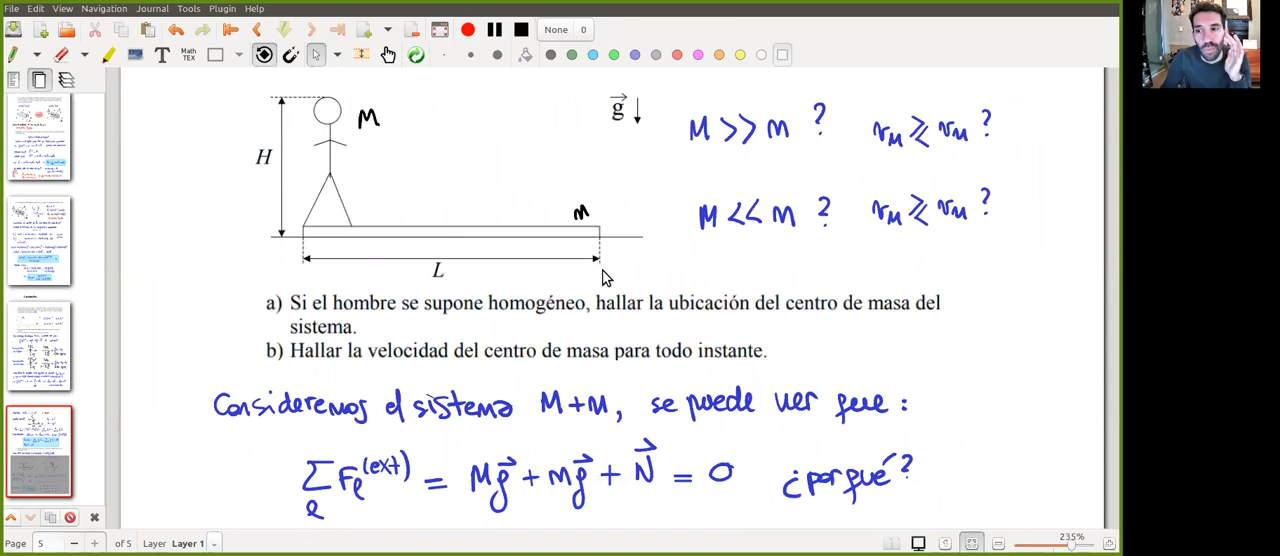 File Edit View Navigation Journal Tools Plugin Help
None 0
Math
TEX
M
g
M >> m ? v_M ⩾ v_m ?
H
m
M << m ? v_M ⩾ v_m ?
L
a) Si el hombre se supone homogéneo, hallar la ubicación del centro de masa del
sistema.
b) Hallar la velocidad del centro de masa para todo instante.
Consideremos el sistema M+m, se puede ver que :
∑_l F_l^(ext) = Mg⃗ + mg⃗ + N⃗ = 0 ¿porqué?
Page 5 of 5 Layer Layer 1 235%